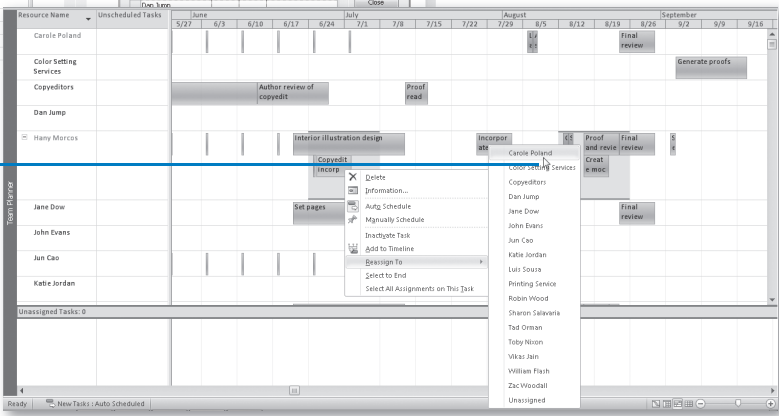 Dan Jump
Close
Resource Name
Unscheduled Tasks
June
July
August
September
5/27 6/3 6/10 6/17 6/24 7/1 7/8 7/15 7/22 7/29 8/5 8/12 8/19 8/26 9/2 9/9 9/16
Carole Poland
Final
review
Color Setting
Services
Generate proofs
Copyeditors
Author review of
copyedit
Proof
read
Dan Jump
Hany Morcos
Interior illustration design
Copyedit
Incorp
Incorpor
ate
Proof
and revie
Final
review
Creat
e moc
Jane Dow
Set pages
Final
review
John Evans
Jun Cao
Katie Jordan
Team Planner
Delete
Information...
Auto Schedule
Manually Schedule
Inactivate Task
Add to Timeline
Reassign To
Select to End
Select All Assignments on This Task
Carole Poland
Color Setting Services
Copyeditors
Dan Jump
Jane Dow
John Evans
Jun Cao
Katie Jordan
Luis Sousa
Printing Service
Robin Wood
Sharon Salavaria
Tad Orman
Toby Nixon
Vikas Jain
William Flash
Zac Woodall
Unassigned
Unassigned Tasks: 0
Ready
New Tasks : Auto Scheduled